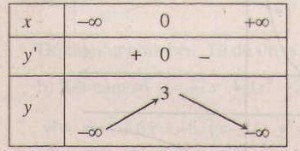 x −∞ 0 +∞
y' + 0 −
y −∞ 3 −∞